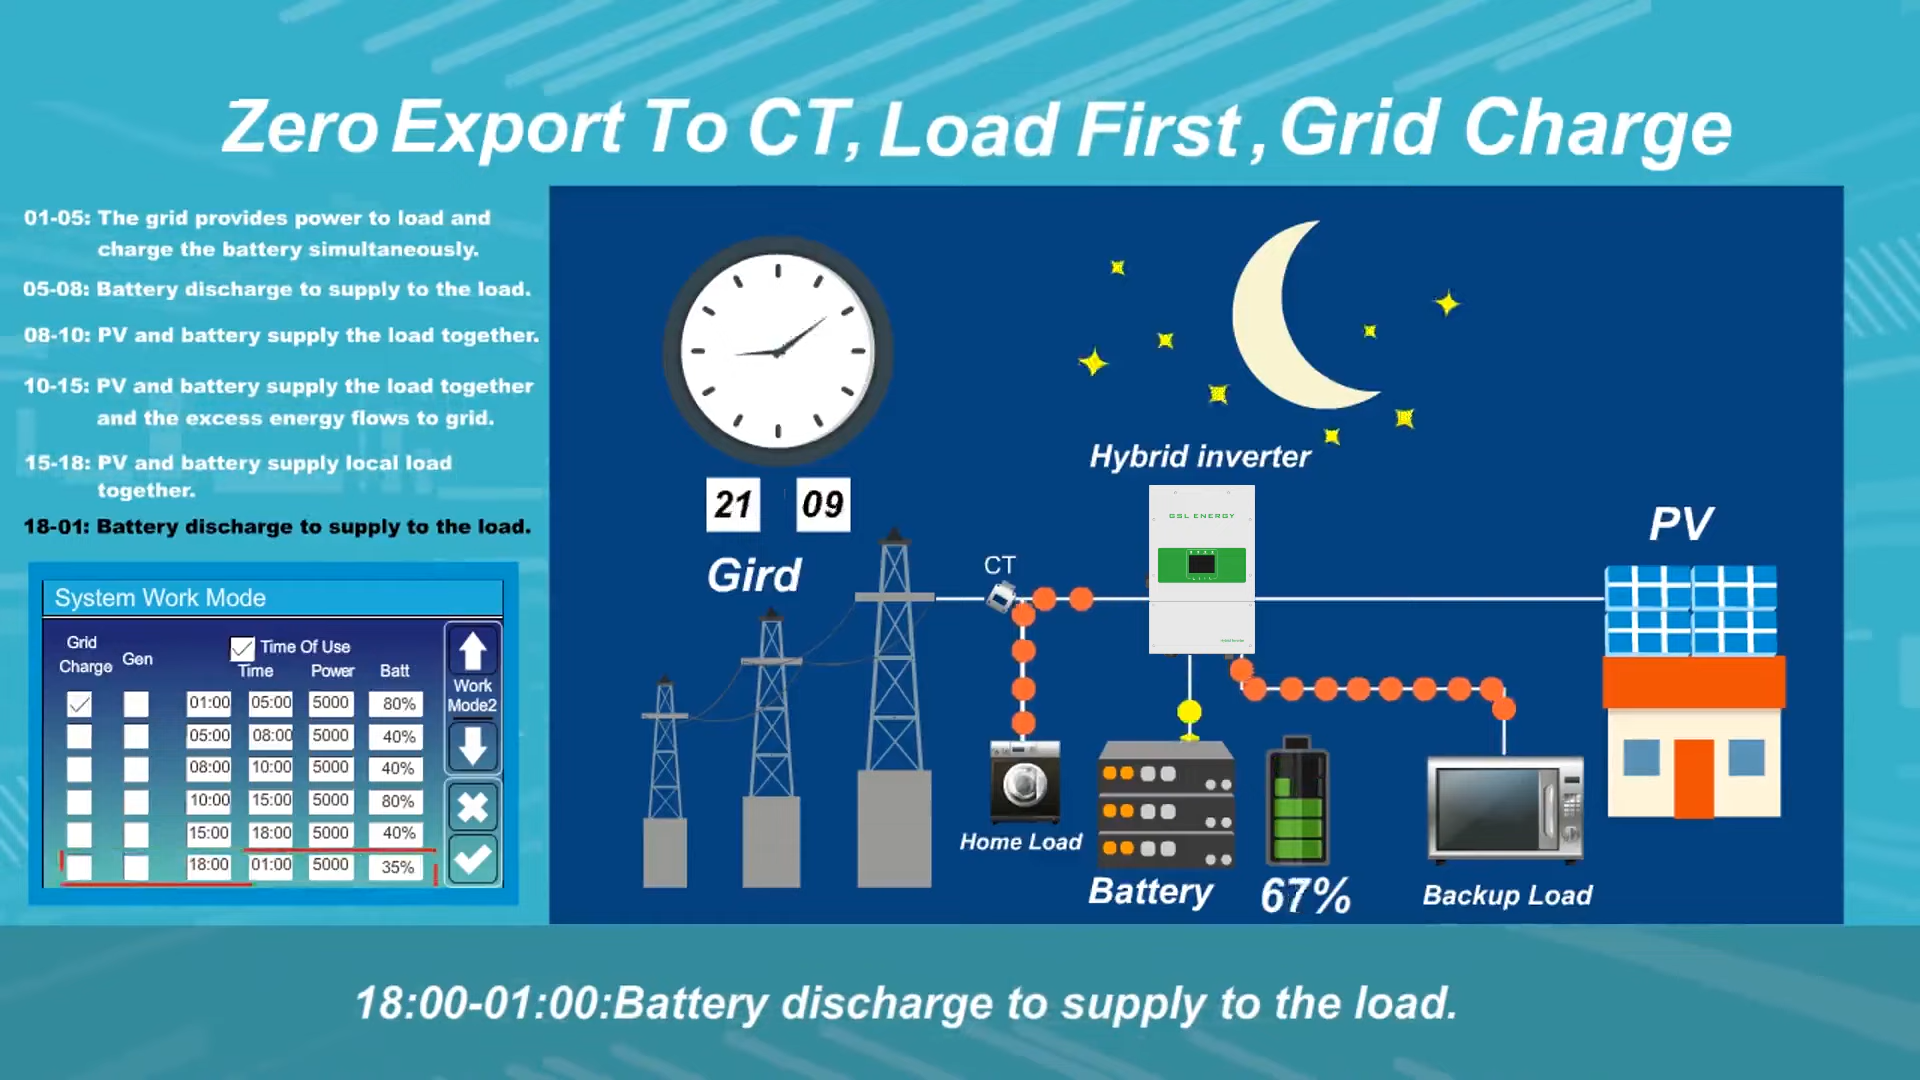 Zero Export To CT, Load First, Grid Charge
01-05: The grid provides power to load and
charge the battery simultaneously.
05-08: Battery discharge to supply to the load.
08-10: PV and battery supply the load together.
10-15: PV and battery supply the load together
and the excess energy flows to grid.
15-18: PV and battery supply local load
together.
18-01: Battery discharge to supply to the load.
System Work Mode
Grid Charge Gen Time Of Use
Time Power Batt
01:00 05:00 5000 80%
05:00 08:00 5000 40%
08:00 10:00 5000 40%
10:00 15:00 5000 80%
15:00 18:00 5000 40%
18:00 01:00 5000 35%
Work
Mode2
21 09
Gird
CT
Hybrid inverter
GSL ENERGY
PV
Home Load
Battery
67%
Backup Load
18:00-01:00:Battery discharge to supply to the load.